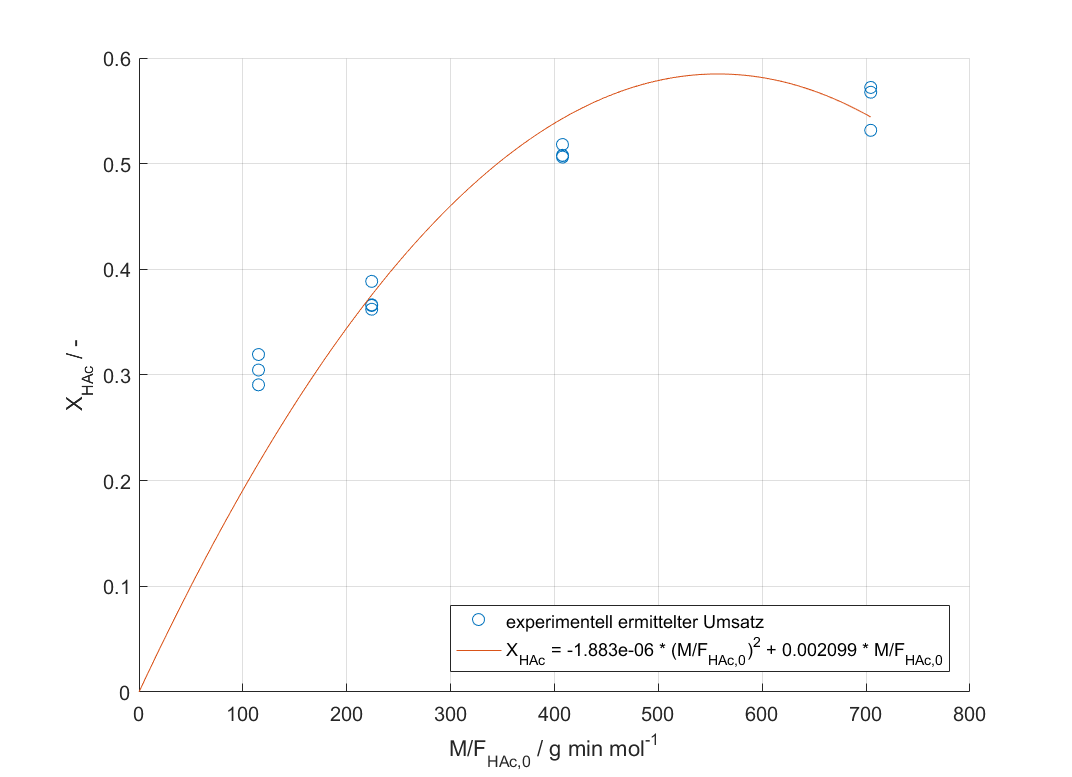 0.6
0.5
0.4
0.3
0.2
0.1
0
X_HAc / -
experimentell ermittelter Umsatz
X_HAc = -1.883e-06 * (M/F_HAc,0)^2 + 0.002099 * M/F_HAc,0
0 100 200 300 400 500 600 700 800
M/F_HAc,0 / g min mol^-1